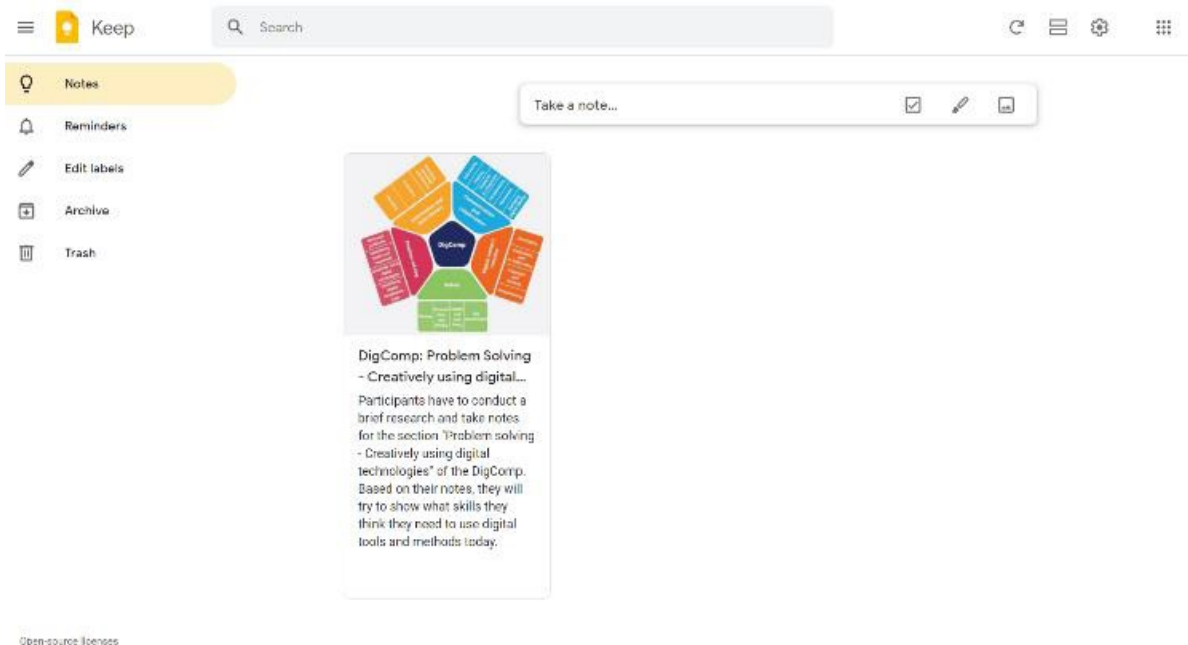 Keep
Search
Notes
Take a note...
Reminders
Edit labels
Archive
Trash
DigComp
DigComp: Problem Solving
- Creatively using digital...
Participants have to conduct a
brief research and take notes
for the section "Problem solving
- Creatively using digital
technologies" of the DigComp.
Based on their notes, they will
try to show what skills they
think they need to use digital
tools and methods today.
Open-source licenses